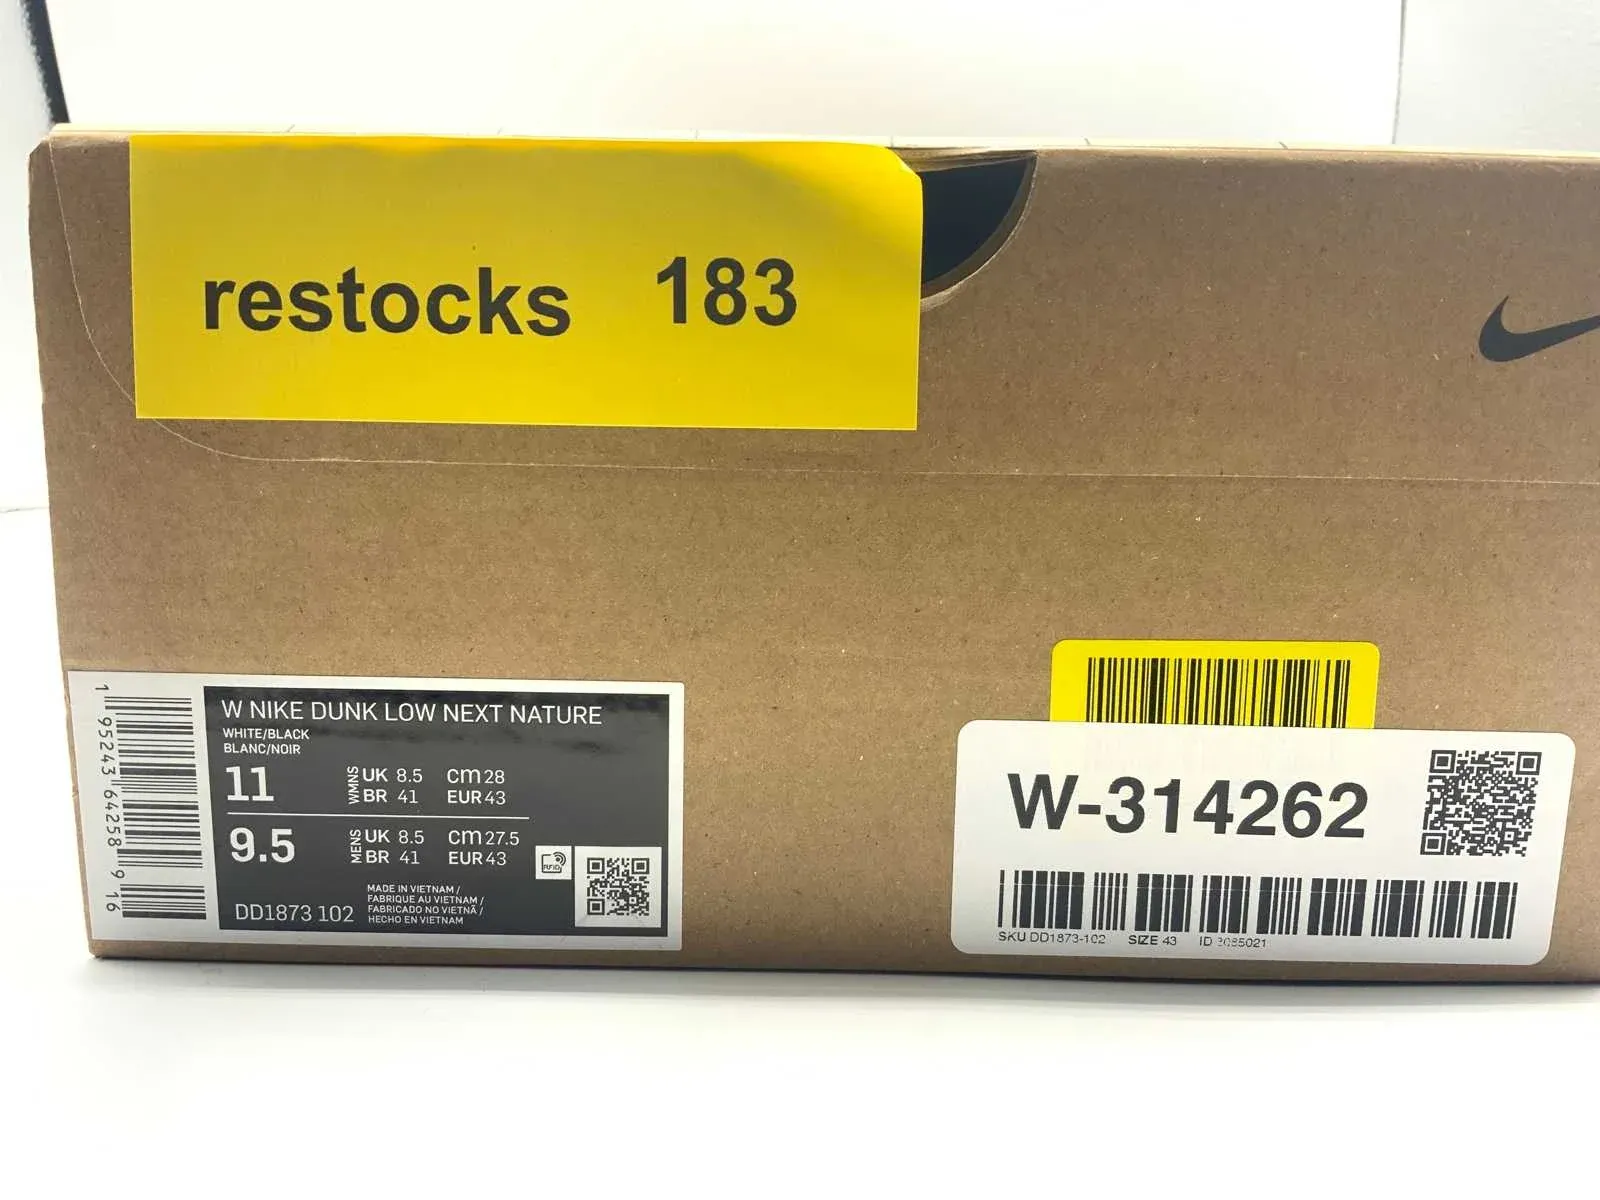 restocks 183
W NIKE DUNK LOW NEXT NATURE
WHITE/BLACK
BLANC/NOIR
11 WMNS UK 8.5 cm 28
BR 41 EUR 43
9.5 MENS UK 8.5 cm 27.5
BR 41 EUR 43
RFID
MADE IN VIETNAM /
FABRIQUE AU VIETNAM /
FABRICADO NO VIETNÃ /
HECHO EN VIETNAM
DD1873 102
1 95243 64258 9 16
W-314262
SKU DD1873-102 SIZE 43 ID